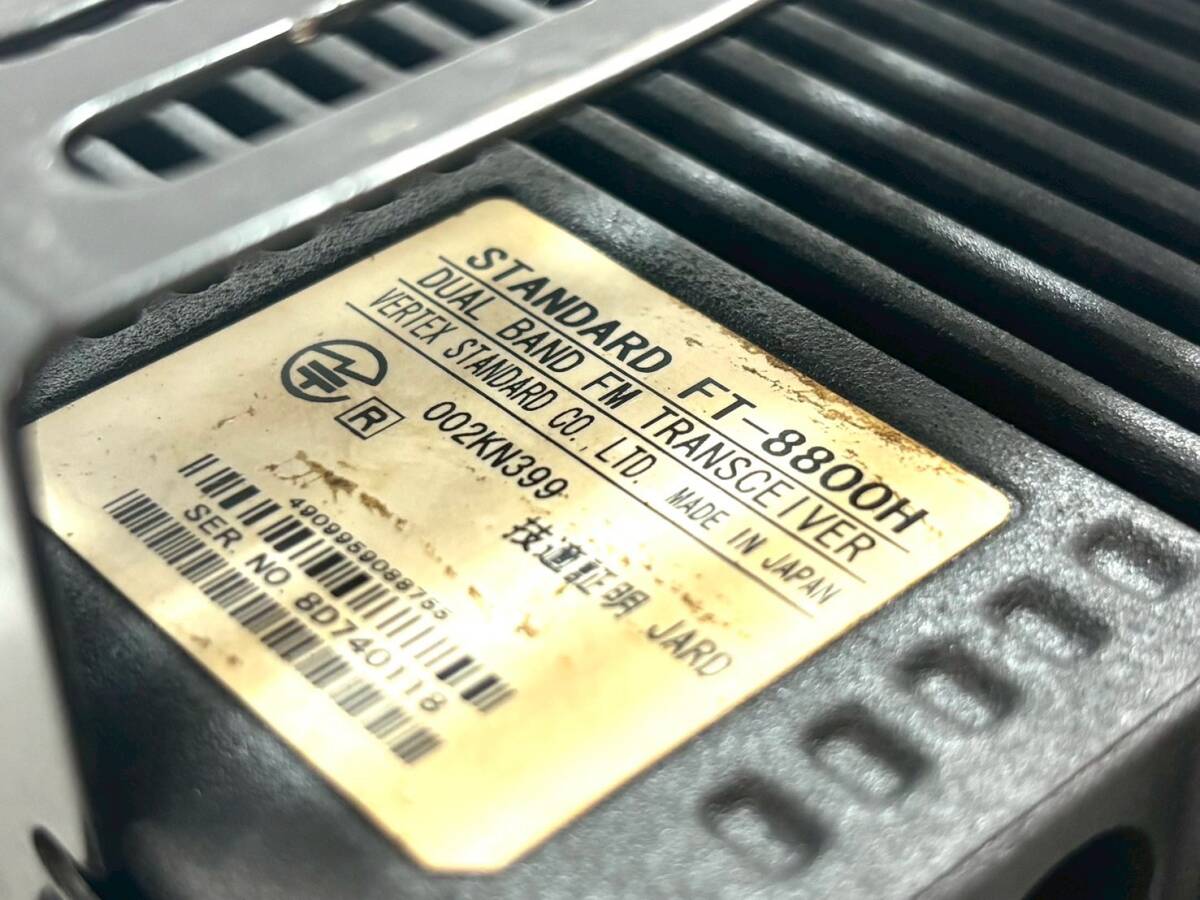 STANDARD FT-8800H
DUAL BAND FM TRANSCEIVER
VERTEX STANDARD CO., LTD. MADE IN JAPAN
R 002KN399 技適証明 JARD
4909959088755
SER. NO. 8D740118